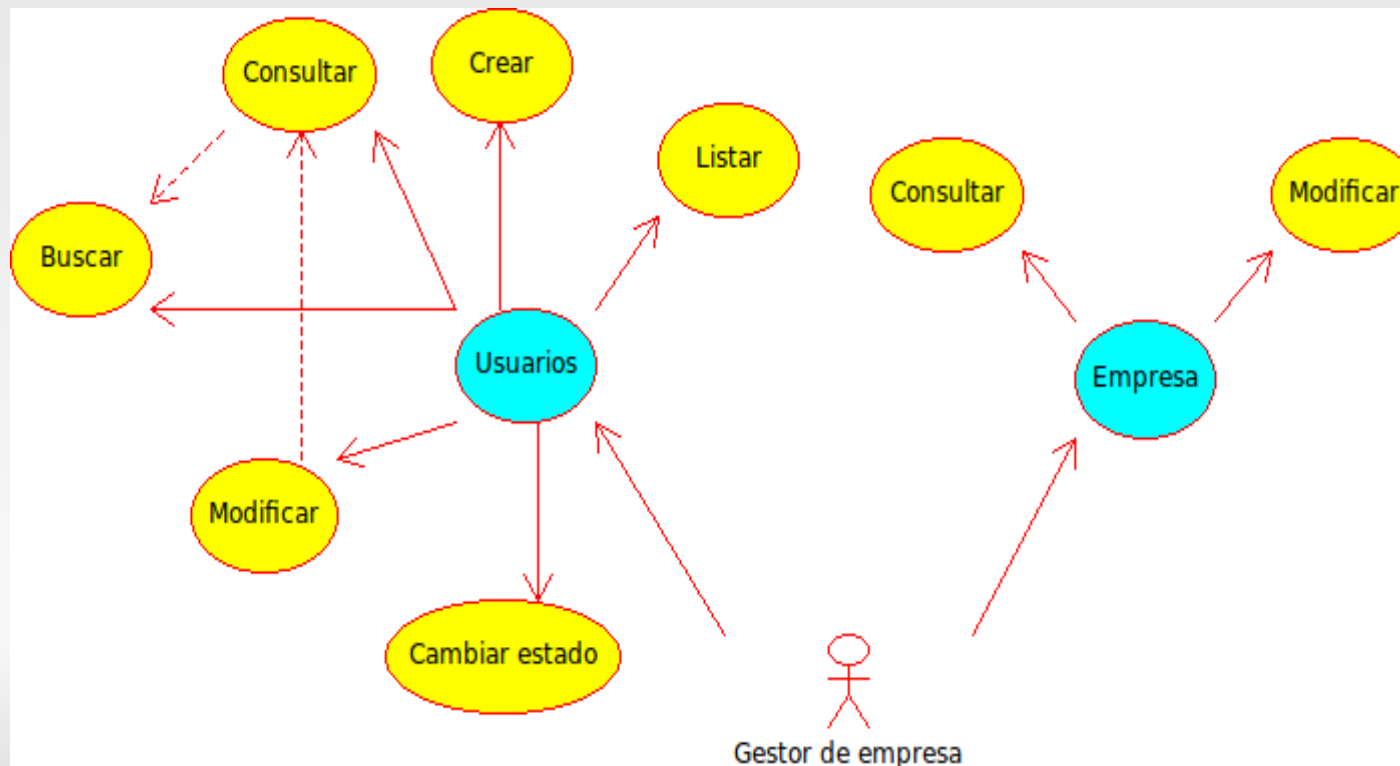 Crear
Consultar
Listar
Consultar
Modificar
Buscar
Usuarios
Empresa
Modificar
Cambiar estado
Gestor de empresa